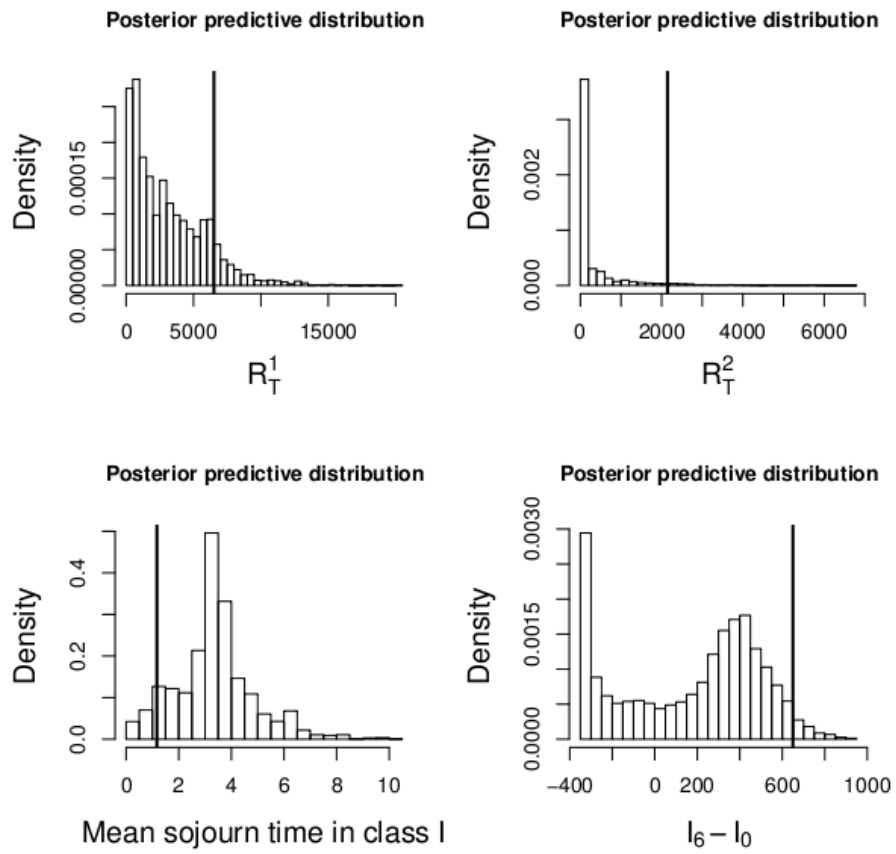 Posterior predictive distribution
Density
0.00000
0.00015
0
5000
15000
R_T^1
Posterior predictive distribution
Density
0.000
0.002
0
2000
4000
6000
R_T^2
Posterior predictive distribution
Density
0.0
0.2
0.4
0
2
4
6
8
10
Mean sojourn time in class I
Posterior predictive distribution
Density
0.0000
0.0015
0.0030
−400
0
200
600
1000
I₆ − I₀